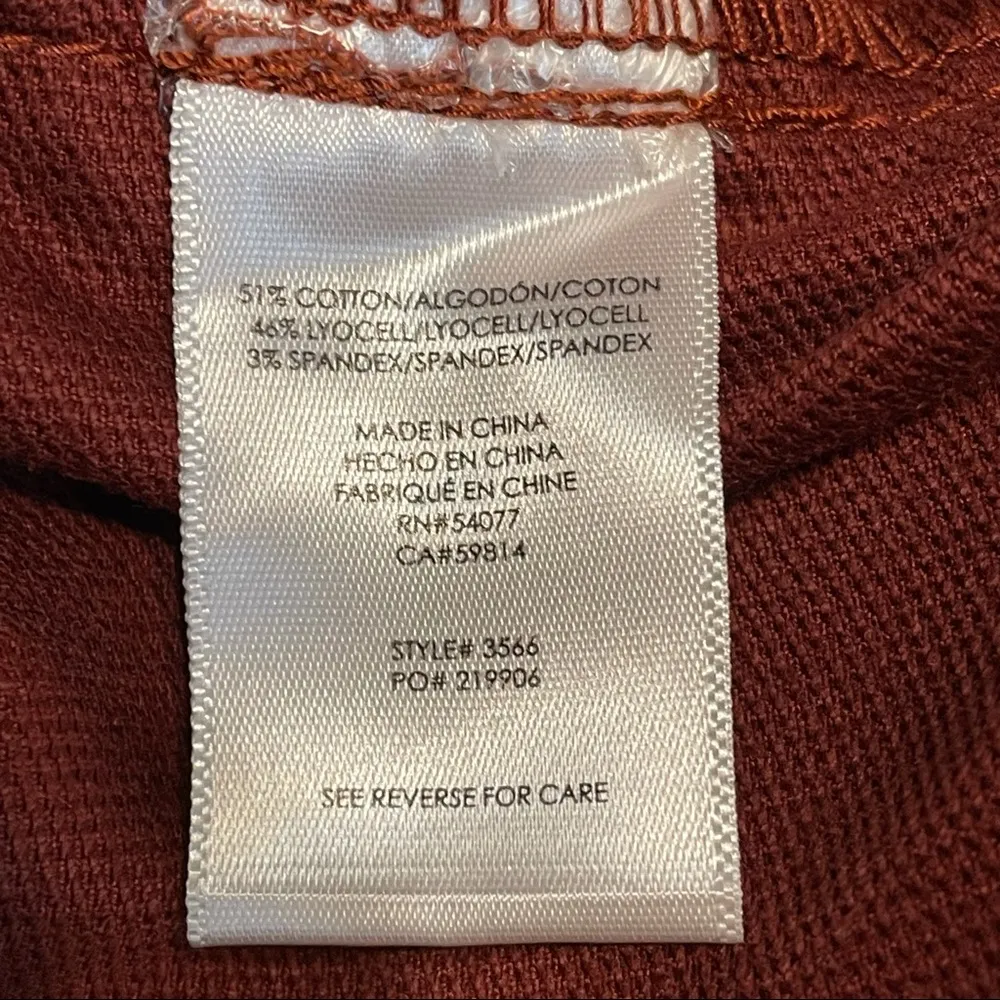 51% COTTON/ALGODÓN/COTON
46% LYOCELL/LYOCELL/LYOCELL
3% SPANDEX/SPANDEX/SPANDEX
MADE IN CHINA
HECHO EN CHINA
FABRIQUÉ EN CHINE
RN#54077
CA#59814
STYLE# 3566
PO# 219906
SEE REVERSE FOR CARE